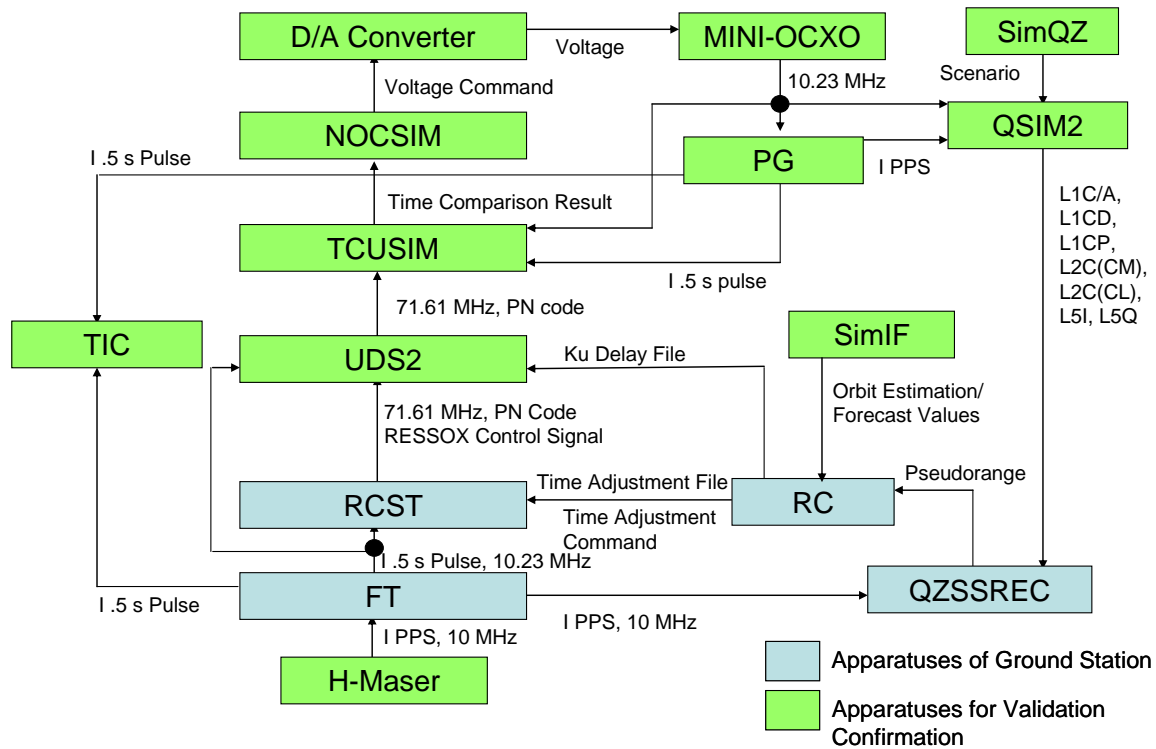 D/A Converter
Voltage
MINI-OCXO
SimQZ
Voltage Command
10.23 MHz
Scenario
NOCSIM
QSIM2
I .5 s Pulse
PG
I PPS
Time Comparison Result
L1C/A,
L1CD,
L1CP,
L2C(CM),
L2C(CL),
L5I, L5Q
TCUSIM
I .5 s pulse
71.61 MHz, PN code
TIC
SimIF
UDS2
Ku Delay File
Orbit Estimation/
Forecast Values
71.61 MHz, PN Code
RESSOX Control Signal
Pseudorange
RCST
Time Adjustment File
RC
Time Adjustment
Command
I .5 s Pulse, 10.23 MHz
FT
QZSSREC
I .5 s Pulse
I PPS, 10 MHz
I PPS, 10 MHz
H-Maser
Apparatuses of Ground Station
Apparatuses for Validation
Confirmation